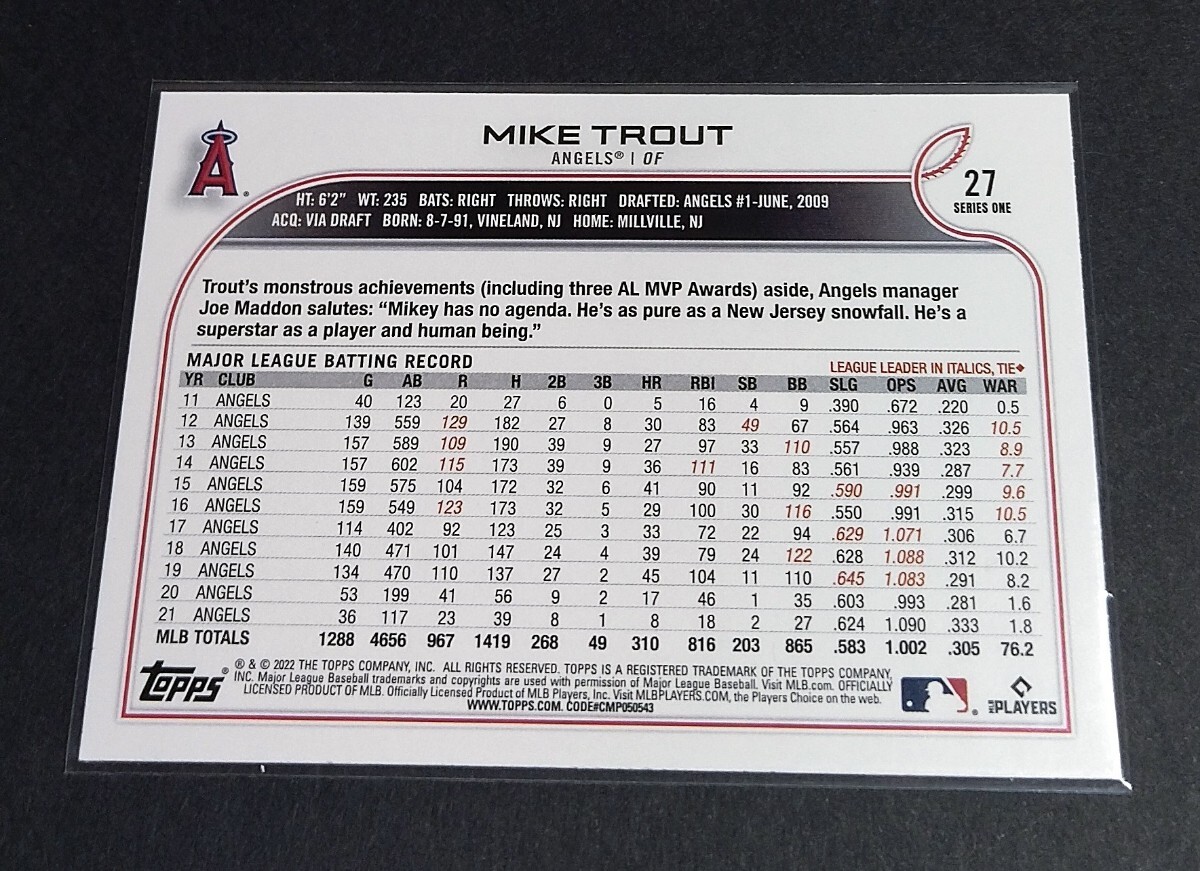 MIKE TROUT
ANGELS® | OF
A
27
SERIES ONE
HT: 6'2" WT: 235 BATS: RIGHT THROWS: RIGHT DRAFTED: ANGELS #1-JUNE, 2009
ACQ: VIA DRAFT BORN: 8-7-91, VINELAND, NJ HOME: MILLVILLE, NJ
Trout's monstrous achievements (including three AL MVP Awards) aside, Angels manager
Joe Maddon salutes: "Mikey has no agenda. He's as pure as a New Jersey snowfall. He's a
superstar as a player and human being."
MAJOR LEAGUE BATTING RECORD LEAGUE LEADER IN ITALICS, TIE◆
YR CLUB G AB R H 2B 3B HR RBI SB BB SLG OPS AVG WAR
11 ANGELS 40 123 20 27 6 0 5 16 4 9 .390 .672 .220 0.5
12 ANGELS 139 559 129 182 27 8 30 83 49 67 .564 .963 .326 10.5
13 ANGELS 157 589 109 190 39 9 27 97 33 110 .557 .988 .323 8.9
14 ANGELS 157 602 115 173 39 9 36 111 16 83 .561 .939 .287 7.7
15 ANGELS 159 575 104 172 32 6 41 90 11 92 .590 .991 .299 9.6
16 ANGELS 159 549 123 173 32 5 29 100 30 116 .550 .991 .315 10.5
17 ANGELS 114 402 92 123 25 3 33 72 22 94 .629 1.071 .306 6.7
18 ANGELS 140 471 101 147 24 4 39 79 24 122 .628 1.088 .312 10.2
19 ANGELS 134 470 110 137 27 2 45 104 11 110 .645 1.083 .291 8.2
20 ANGELS 53 199 41 56 9 2 17 46 1 35 .603 .993 .281 1.6
21 ANGELS 36 117 23 39 8 1 8 18 2 27 .624 1.090 .333 1.8
MLB TOTALS 1288 4656 967 1419 268 49 310 816 203 865 .583 1.002 .305 76.2
Topps®
® & © 2022 THE TOPPS COMPANY, INC. ALL RIGHTS RESERVED. TOPPS IS A REGISTERED TRADEMARK OF THE TOPPS COMPANY,
INC. Major League Baseball trademarks and copyrights are used with permission of Major League Baseball. Visit MLB.com. OFFICIALLY
LICENSED PRODUCT OF MLB. Officially Licensed Product of MLB Players, Inc. Visit MLBPLAYERS.COM, the Players Choice on the web.
WWW.TOPPS.COM. CODE#CMP050543
MLB PLAYERS